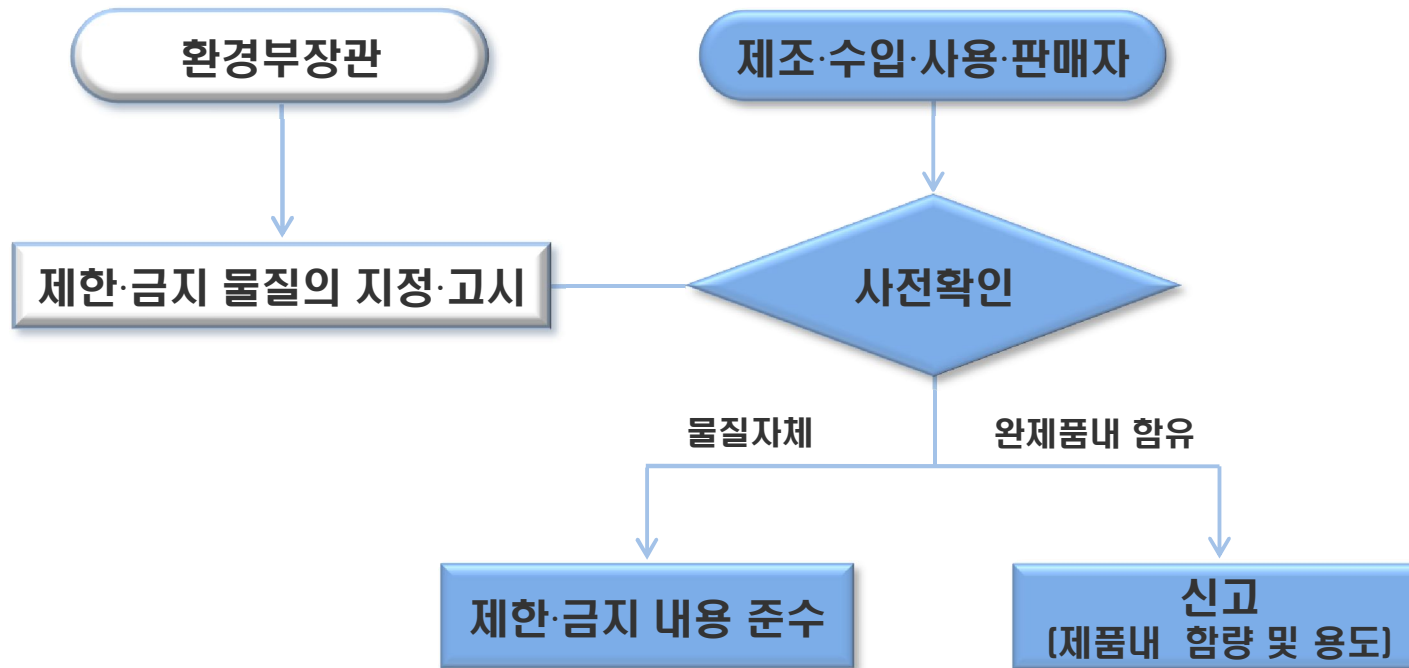 환경부장관
제조·수입·사용·판매자
제한·금지 물질의 지정·고시
사전확인
물질자체
완제품내 함유
제한·금지 내용 준수
신고
(제품내 함량 및 용도)